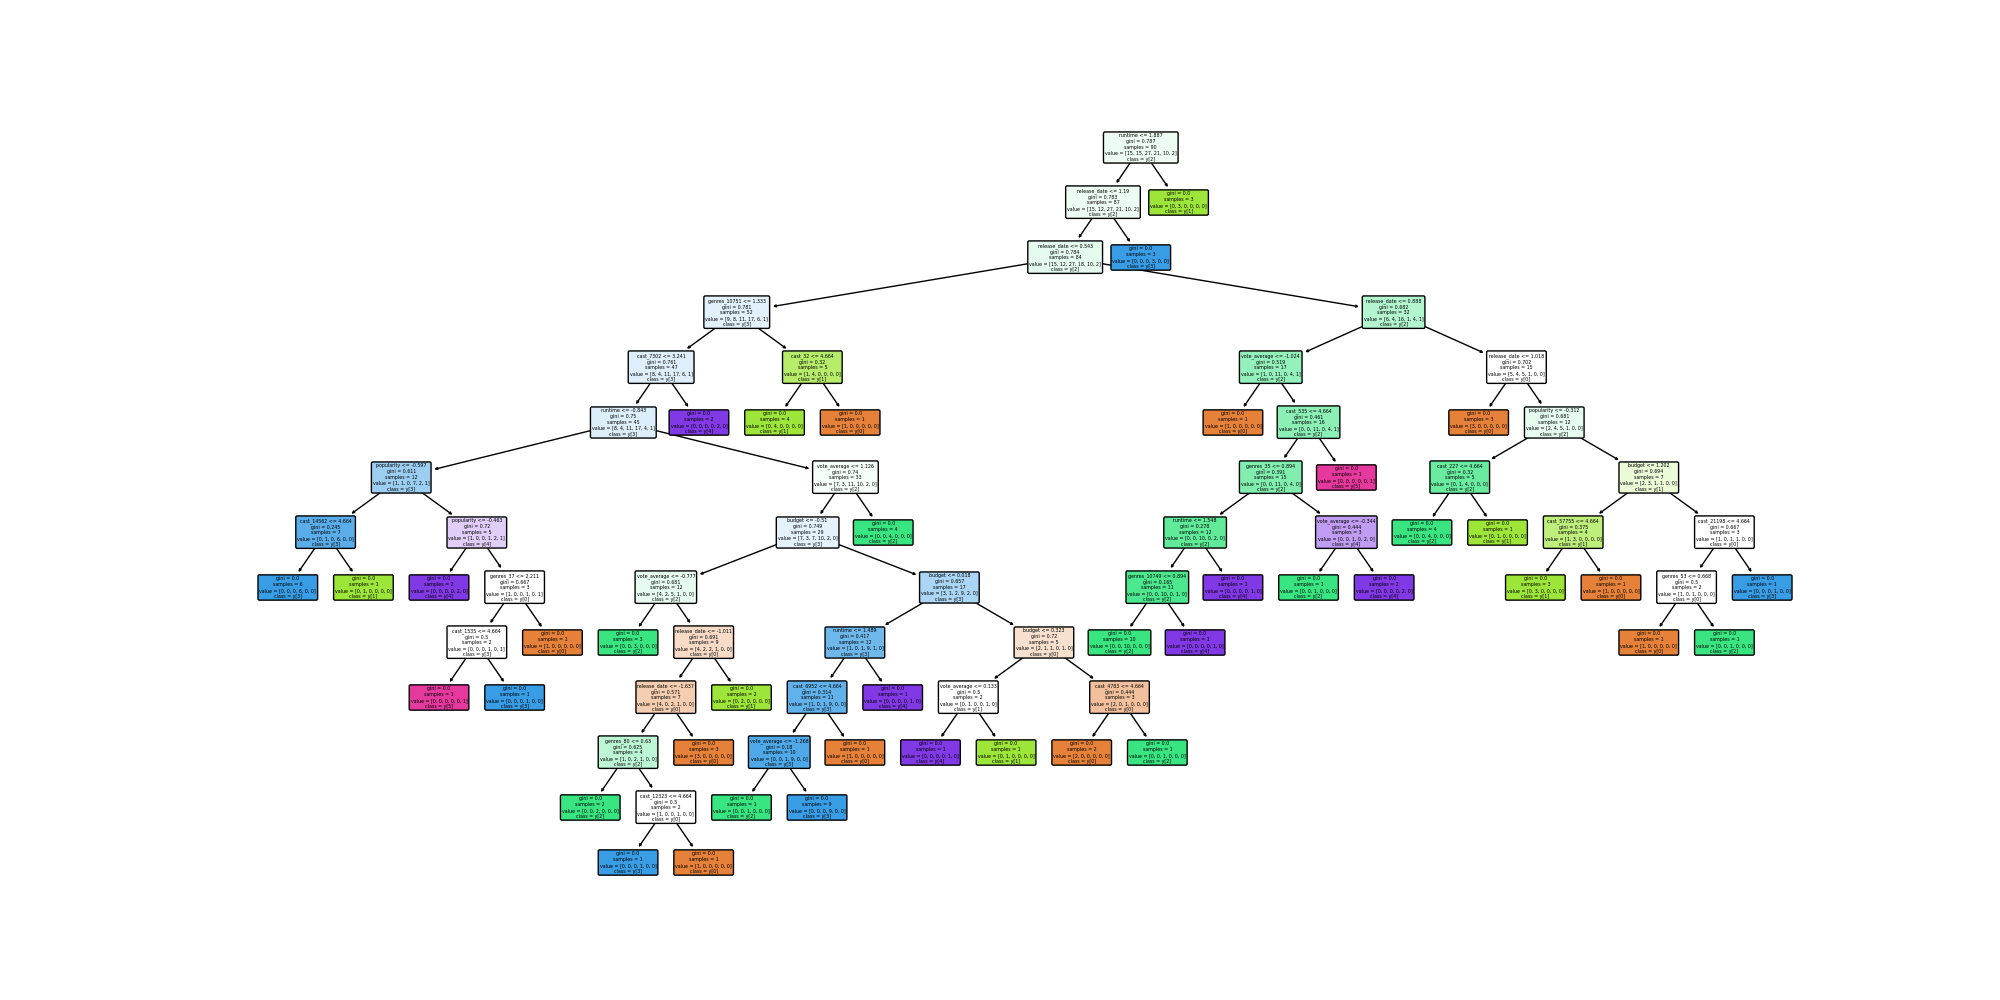 runtime <= 1.887
gini = 0.787
samples = 90
value = [15, 15, 27, 21, 10, 2]
class = y[2]
release_date <= 1.19
gini = 0.783
samples = 87
value = [15, 12, 27, 21, 10, 2]
class = y[2]
gini = 0.0
samples = 3
value = [0, 3, 0, 0, 0, 0]
class = y[1]
release_date <= 0.543
gini = 0.784
samples = 84
value = [15, 12, 27, 18, 10, 2]
class = y[2]
gini = 0.0
samples = 3
value = [0, 0, 0, 3, 0, 0]
class = y[3]
genres_10751 <= 1.333
gini = 0.781
samples = 52
value = [9, 8, 11, 17, 6, 1]
class = y[3]
release_date <= 0.888
gini = 0.682
samples = 32
value = [6, 4, 16, 1, 4, 1]
class = y[2]
cast_7302 <= 3.241
gini = 0.761
samples = 47
value = [8, 4, 11, 17, 6, 1]
class = y[3]
cast_32 <= 4.664
gini = 0.32
samples = 5
value = [1, 4, 0, 0, 0, 0]
class = y[1]
vote_average <= -1.024
gini = 0.519
samples = 17
value = [1, 0, 11, 0, 4, 1]
class = y[2]
release_date <= 1.018
gini = 0.702
samples = 15
value = [5, 4, 5, 1, 0, 0]
class = y[0]
runtime <= -0.843
gini = 0.75
samples = 45
value = [8, 4, 11, 17, 4, 1]
class = y[3]
gini = 0.0
samples = 2
value = [0, 0, 0, 0, 2, 0]
class = y[4]
gini = 0.0
samples = 4
value = [0, 4, 0, 0, 0, 0]
class = y[1]
gini = 0.0
samples = 1
value = [1, 0, 0, 0, 0, 0]
class = y[0]
gini = 0.0
samples = 1
value = [1, 0, 0, 0, 0, 0]
class = y[0]
cast_535 <= 4.664
gini = 0.461
samples = 16
value = [0, 0, 11, 0, 4, 1]
class = y[2]
gini = 0.0
samples = 3
value = [3, 0, 0, 0, 0, 0]
class = y[0]
popularity <= -0.312
gini = 0.681
samples = 12
value = [2, 4, 5, 1, 0, 0]
class = y[2]
popularity <= -0.597
gini = 0.611
samples = 12
value = [1, 1, 0, 7, 2, 1]
class = y[3]
vote_average <= 1.126
gini = 0.74
samples = 33
value = [7, 3, 11, 10, 2, 0]
class = y[2]
genres_35 <= 0.894
gini = 0.391
samples = 15
value = [0, 0, 11, 0, 4, 0]
class = y[2]
gini = 0.0
samples = 1
value = [0, 0, 0, 0, 0, 1]
class = y[5]
cast_227 <= 4.664
gini = 0.32
samples = 5
value = [0, 1, 4, 0, 0, 0]
class = y[2]
budget <= 1.202
gini = 0.694
samples = 7
value = [2, 3, 1, 1, 0, 0]
class = y[1]
cast_14562 <= 4.664
gini = 0.245
samples = 7
value = [0, 1, 0, 6, 0, 0]
class = y[3]
popularity <= -0.463
gini = 0.72
samples = 5
value = [1, 0, 0, 1, 2, 1]
class = y[4]
budget <= -0.51
gini = 0.749
samples = 29
value = [7, 3, 7, 10, 2, 0]
class = y[3]
gini = 0.0
samples = 4
value = [0, 0, 4, 0, 0, 0]
class = y[2]
runtime <= 1.548
gini = 0.278
samples = 12
value = [0, 0, 10, 0, 2, 0]
class = y[2]
vote_average <= -0.344
gini = 0.444
samples = 3
value = [0, 0, 1, 0, 2, 0]
class = y[4]
gini = 0.0
samples = 4
value = [0, 0, 4, 0, 0, 0]
class = y[2]
gini = 0.0
samples = 1
value = [0, 1, 0, 0, 0, 0]
class = y[1]
cast_57755 <= 4.664
gini = 0.375
samples = 4
value = [1, 3, 0, 0, 0, 0]
class = y[1]
cast_21198 <= 4.664
gini = 0.667
samples = 3
value = [1, 0, 1, 1, 0, 0]
class = y[0]
gini = 0.0
samples = 6
value = [0, 0, 0, 6, 0, 0]
class = y[3]
gini = 0.0
samples = 1
value = [0, 1, 0, 0, 0, 0]
class = y[1]
gini = 0.0
samples = 2
value = [0, 0, 0, 0, 2, 0]
class = y[4]
genres_37 <= 2.211
gini = 0.667
samples = 3
value = [1, 0, 0, 1, 0, 1]
class = y[0]
vote_average <= -0.777
gini = 0.681
samples = 12
value = [4, 2, 5, 1, 0, 0]
class = y[2]
budget <= 0.018
gini = 0.657
samples = 17
value = [3, 1, 2, 9, 2, 0]
class = y[3]
genres_10749 <= 0.894
gini = 0.165
samples = 11
value = [0, 0, 10, 0, 1, 0]
class = y[2]
gini = 0.0
samples = 1
value = [0, 0, 0, 0, 1, 0]
class = y[4]
gini = 0.0
samples = 1
value = [0, 0, 1, 0, 0, 0]
class = y[2]
gini = 0.0
samples = 2
value = [0, 0, 0, 0, 2, 0]
class = y[4]
gini = 0.0
samples = 3
value = [0, 3, 0, 0, 0, 0]
class = y[1]
gini = 0.0
samples = 1
value = [1, 0, 0, 0, 0, 0]
class = y[0]
genres_53 <= 0.668
gini = 0.5
samples = 2
value = [1, 0, 1, 0, 0, 0]
class = y[0]
gini = 0.0
samples = 1
value = [0, 0, 0, 1, 0, 0]
class = y[3]
cast_1535 <= 4.664
gini = 0.5
samples = 2
value = [0, 0, 0, 1, 0, 1]
class = y[3]
gini = 0.0
samples = 1
value = [1, 0, 0, 0, 0, 0]
class = y[0]
gini = 0.0
samples = 3
value = [0, 0, 3, 0, 0, 0]
class = y[2]
release_date <= -1.011
gini = 0.691
samples = 9
value = [4, 2, 2, 1, 0, 0]
class = y[0]
runtime <= 1.489
gini = 0.417
samples = 12
value = [1, 0, 1, 9, 1, 0]
class = y[3]
budget <= 0.323
gini = 0.72
samples = 5
value = [2, 1, 1, 0, 1, 0]
class = y[0]
gini = 0.0
samples = 10
value = [0, 0, 10, 0, 0, 0]
class = y[2]
gini = 0.0
samples = 1
value = [0, 0, 0, 0, 1, 0]
class = y[4]
gini = 0.0
samples = 1
value = [1, 0, 0, 0, 0, 0]
class = y[0]
gini = 0.0
samples = 1
value = [0, 0, 1, 0, 0, 0]
class = y[2]
gini = 0.0
samples = 1
value = [0, 0, 0, 0, 0, 1]
class = y[5]
gini = 0.0
samples = 1
value = [0, 0, 0, 1, 0, 0]
class = y[3]
release_date <= -1.637
gini = 0.571
samples = 7
value = [4, 0, 2, 1, 0, 0]
class = y[0]
gini = 0.0
samples = 2
value = [0, 2, 0, 0, 0, 0]
class = y[1]
cast_6952 <= 4.664
gini = 0.314
samples = 11
value = [1, 0, 1, 9, 0, 0]
class = y[3]
gini = 0.0
samples = 1
value = [0, 0, 0, 0, 1, 0]
class = y[4]
vote_average <= 0.133
gini = 0.5
samples = 2
value = [0, 1, 0, 0, 1, 0]
class = y[1]
cast_4783 <= 4.664
gini = 0.444
samples = 3
value = [2, 0, 1, 0, 0, 0]
class = y[0]
genres_80 <= 0.63
gini = 0.625
samples = 4
value = [1, 0, 2, 1, 0, 0]
class = y[2]
gini = 0.0
samples = 3
value = [3, 0, 0, 0, 0, 0]
class = y[0]
vote_average <= -1.268
gini = 0.18
samples = 10
value = [0, 0, 1, 9, 0, 0]
class = y[3]
gini = 0.0
samples = 1
value = [1, 0, 0, 0, 0, 0]
class = y[0]
gini = 0.0
samples = 1
value = [0, 0, 0, 0, 1, 0]
class = y[4]
gini = 0.0
samples = 1
value = [0, 1, 0, 0, 0, 0]
class = y[1]
gini = 0.0
samples = 2
value = [2, 0, 0, 0, 0, 0]
class = y[0]
gini = 0.0
samples = 1
value = [0, 0, 1, 0, 0, 0]
class = y[2]
gini = 0.0
samples = 2
value = [0, 0, 2, 0, 0, 0]
class = y[2]
cast_12323 <= 4.664
gini = 0.5
samples = 2
value = [1, 0, 0, 1, 0, 0]
class = y[0]
gini = 0.0
samples = 1
value = [0, 0, 1, 0, 0, 0]
class = y[2]
gini = 0.0
samples = 9
value = [0, 0, 0, 9, 0, 0]
class = y[3]
gini = 0.0
samples = 1
value = [0, 0, 0, 1, 0, 0]
class = y[3]
gini = 0.0
samples = 1
value = [1, 0, 0, 0, 0, 0]
class = y[0]